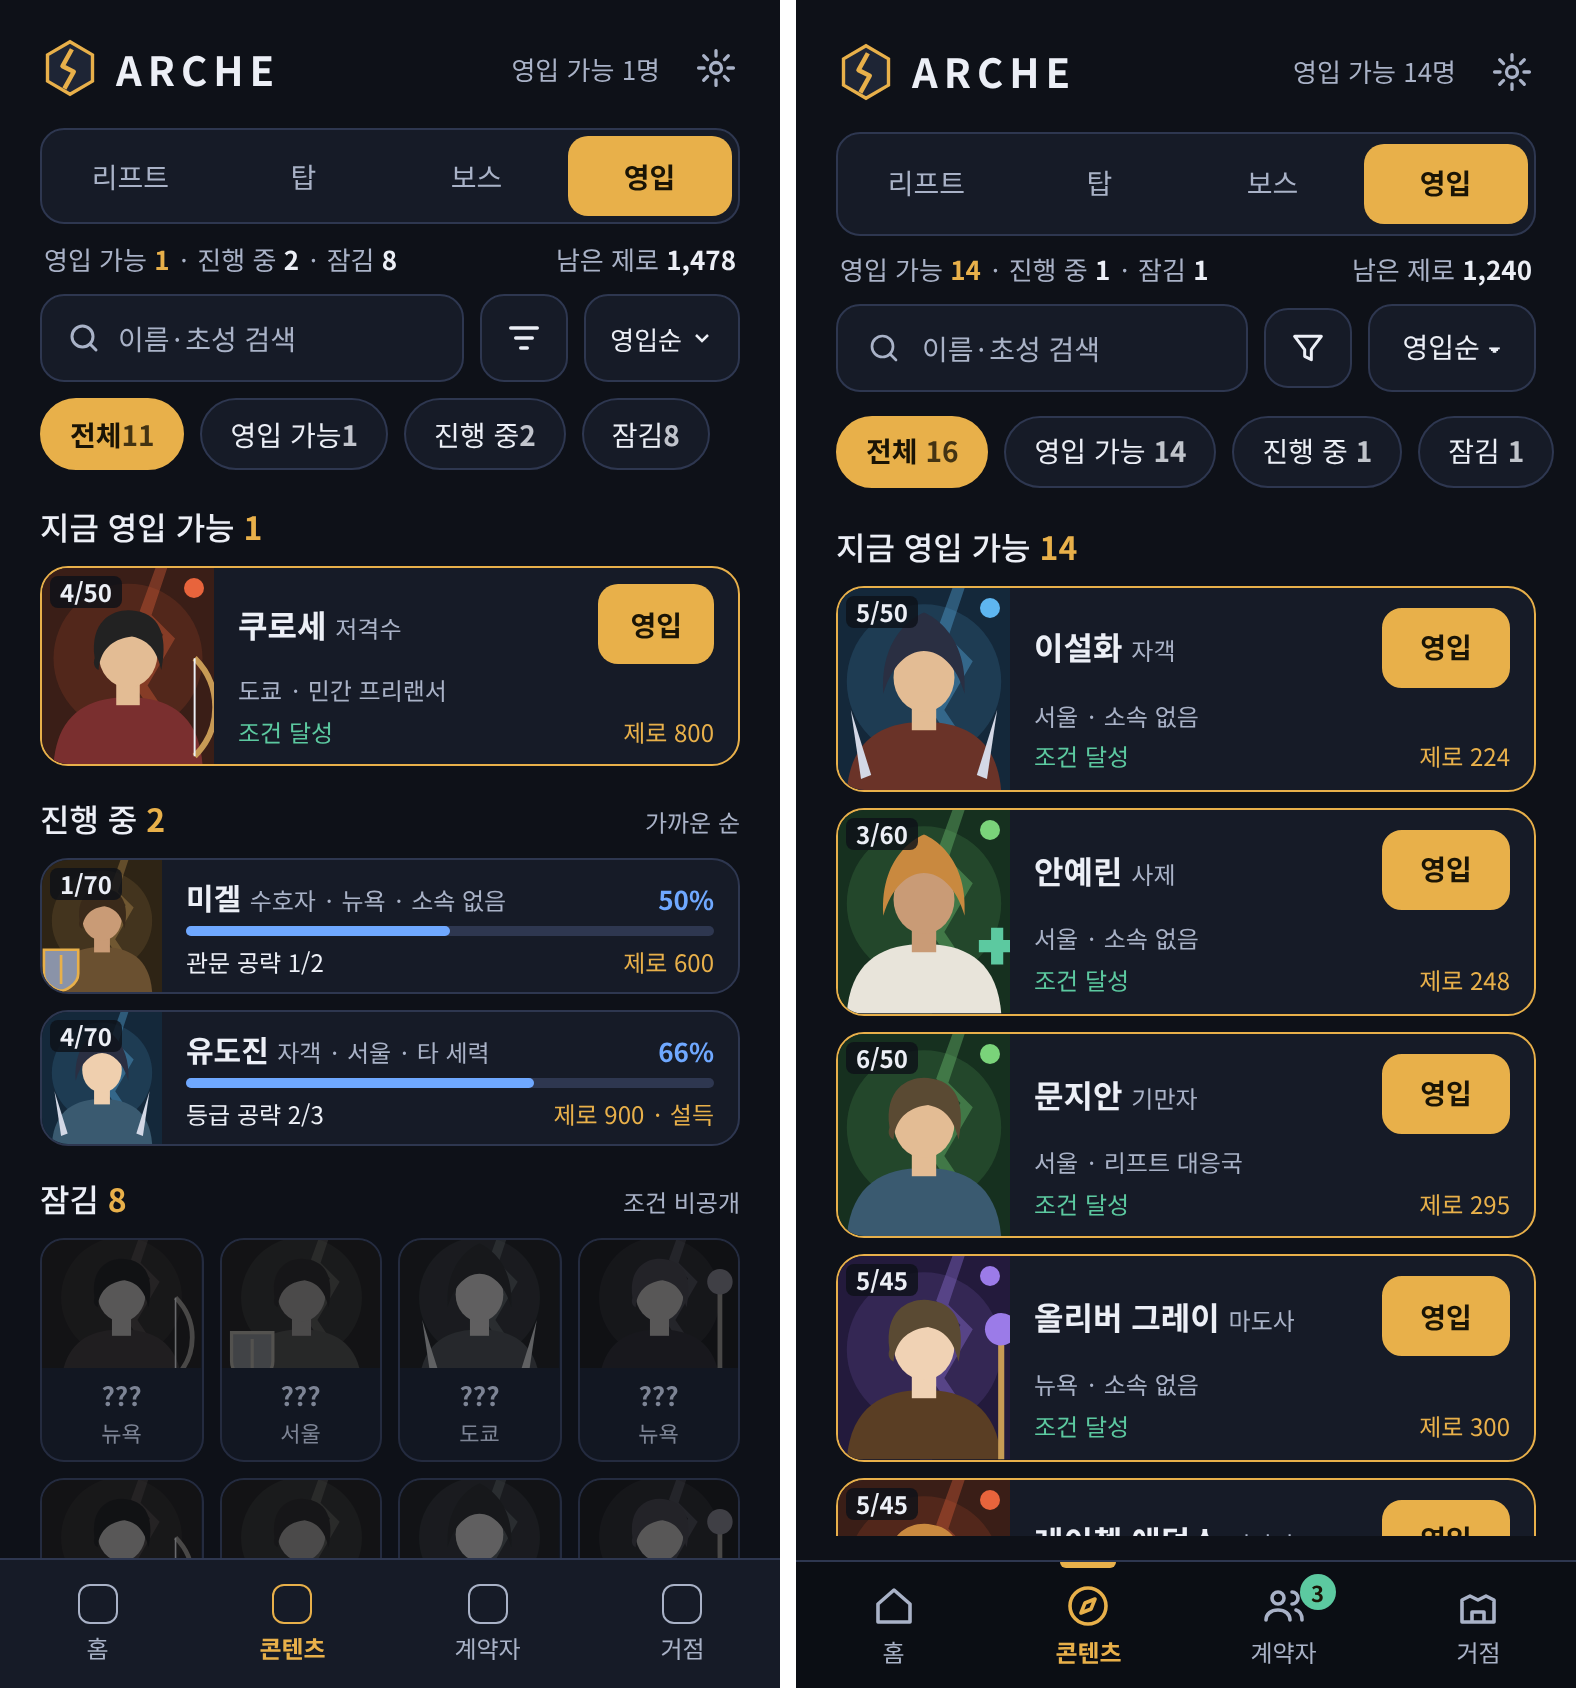 ARCHE
영입 가능 1명
리프트 탑 보스 영입
영입 가능 1 · 진행 중 2 · 잠김 8
남은 제로 1,478
이름·초성 검색
영입순
전체11 영입 가능1 진행 중2 잠김8
지금 영입 가능 1
4/50
쿠로세 저격수
영입
도쿄 · 민간 프리랜서
조건 달성
제로 800
진행 중 2
가까운 순
1/70
미겔 수호자 · 뉴욕 · 소속 없음
50%
관문 공략 1/2
제로 600
4/70
유도진 자객 · 서울 · 타 세력
66%
등급 공략 2/3
제로 900 · 설득
잠김 8
조건 비공개
??? ??? ??? ???
뉴욕 서울 도쿄 뉴욕
홈 콘텐츠 계약자 거점
ARCHE
영입 가능 14명
리프트 탑 보스 영입
영입 가능 14 · 진행 중 1 · 잠김 1
남은 제로 1,240
이름·초성 검색
영입순
전체 16 영입 가능 14 진행 중 1 잠김 1
지금 영입 가능 14
5/50
이설화 자객
영입
서울 · 소속 없음
조건 달성
제로 224
3/60
안예린 사제
영입
서울 · 소속 없음
조건 달성
제로 248
6/50
문지안 기만자
영입
서울 · 리프트 대응국
조건 달성
제로 295
5/45
올리버 그레이 마도사
영입
뉴욕 · 소속 없음
조건 달성
제로 300
5/45
영입
3
홈 콘텐츠 계약자 거점